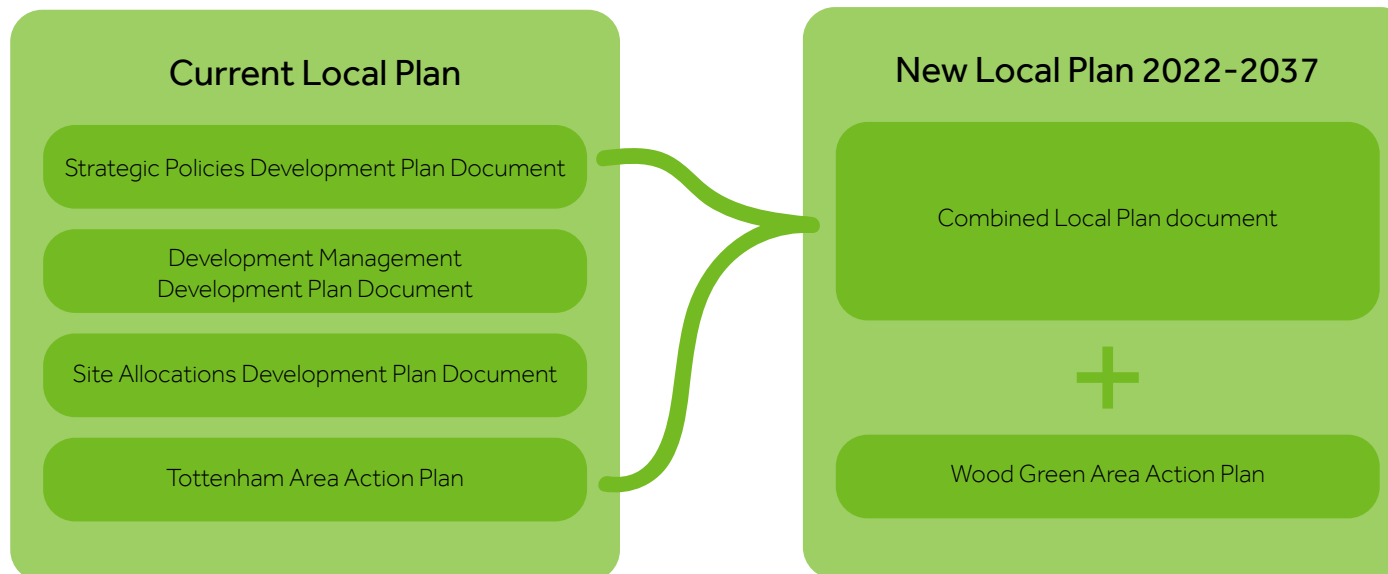 Current Local Plan
Strategic Policies Development Plan Document
Development Management
Development Plan Document
Site Allocations Development Plan Document
Tottenham Area Action Plan
New Local Plan 2022-2037
Combined Local Plan document
+
Wood Green Area Action Plan